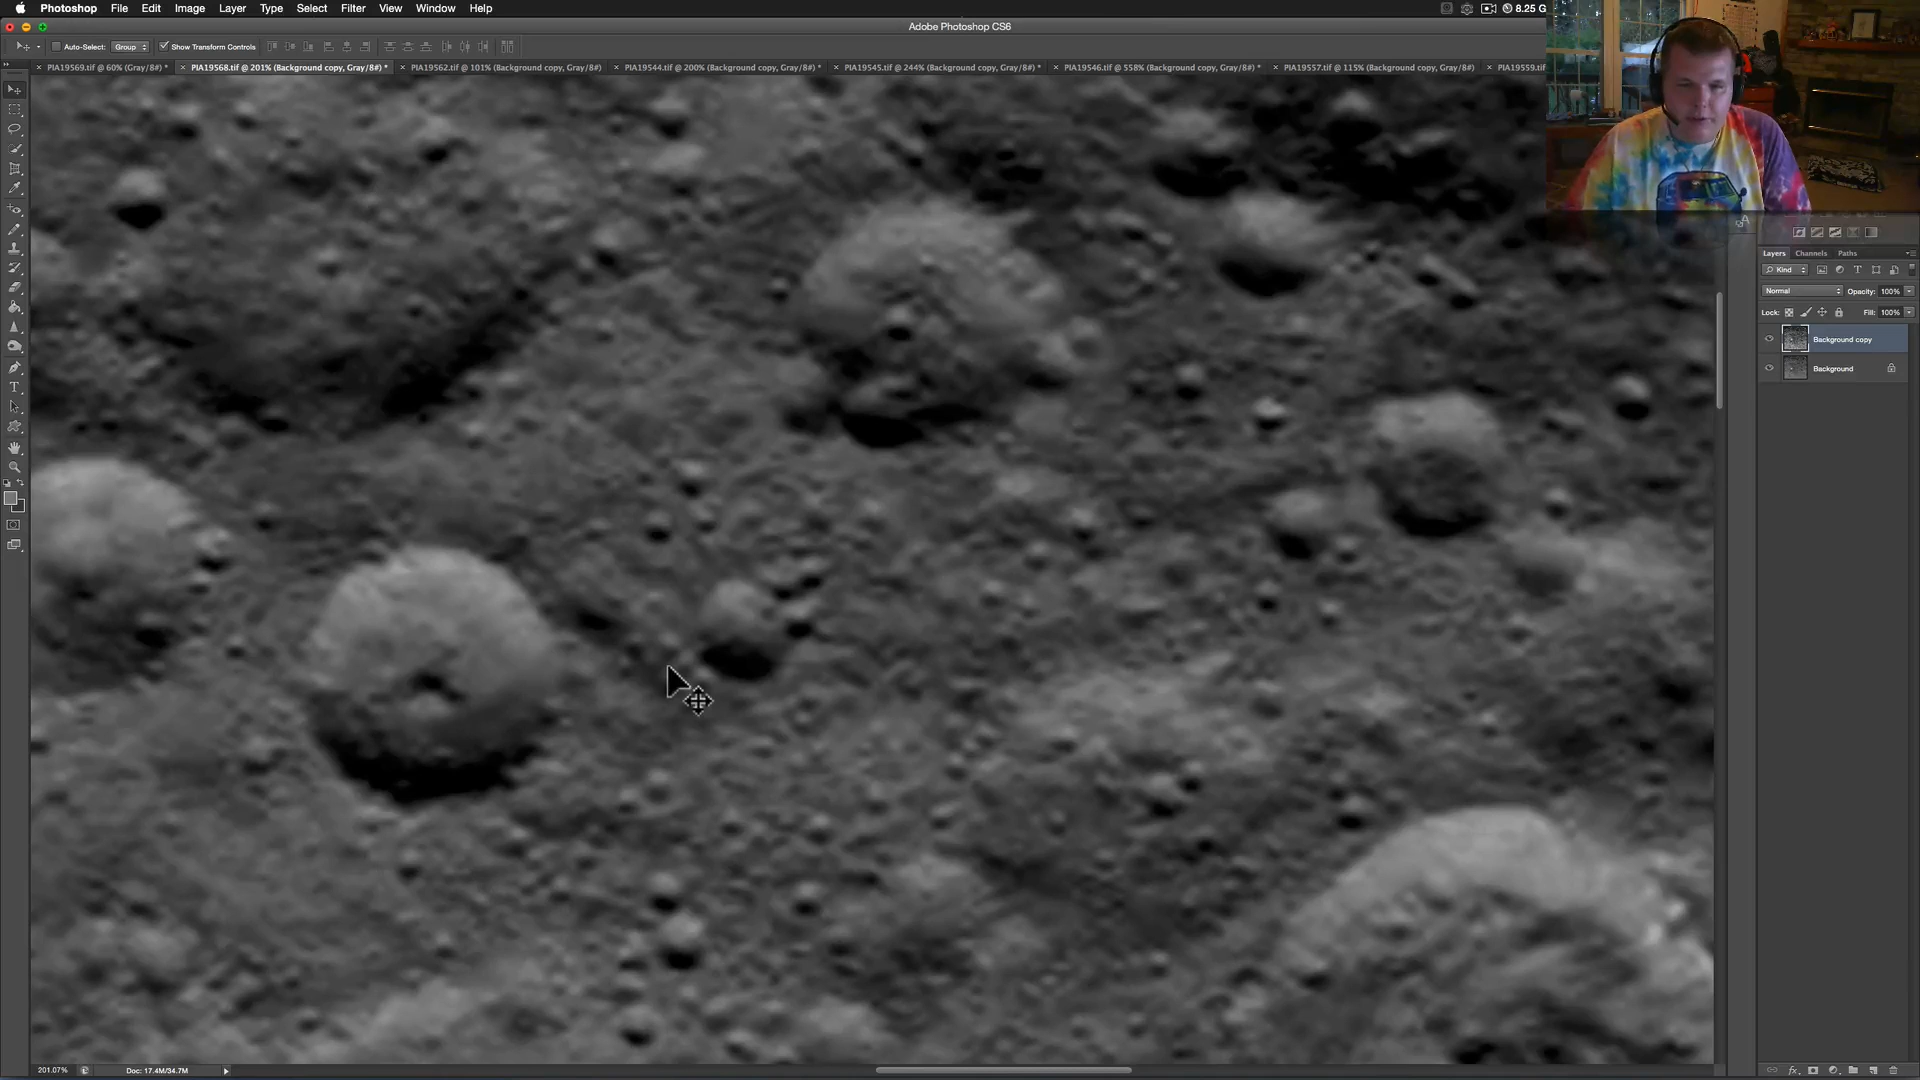 Photoshop File Edit Image Layer Type Select Filter View Window Help 8.25 G
Adobe Photoshop CS6
Auto-Select: Group Show Transform Controls
PIA19569.tif @ 60% (Gray/8#) * PIA19568.tif @ 201% (Background copy, Gray/8#) * PIA19562.tif @ 101% (Background copy, Gray/8#) PIA19544.tif @ 200% (Background copy, Gray/8#) * PIA19545.tif @ 244% (Background copy, Gray/8#) * PIA19546.tif @ 558% (Background copy, Gray/8#) * PIA19557.tif @ 115% (Background copy, Gray/8#) PIA19559.tif
Layers Channels Paths
Kind
Normal Opacity: 100%
Lock: Fill: 100%
Background copy
Background
201.07% Doc: 17.4M/34.7M